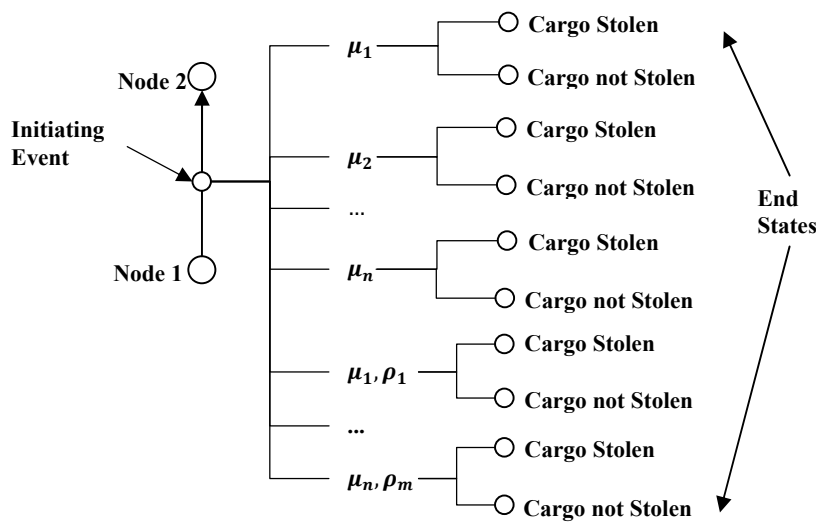 μ₁
Cargo Stolen
Cargo not Stolen
Node 2
Initiating
Event
μ₂
Cargo Stolen
Cargo not Stolen
...
Node 1
μₙ
Cargo Stolen
Cargo not Stolen
μ₁, ρ₁
Cargo Stolen
Cargo not Stolen
...
μₙ, ρₘ
Cargo Stolen
Cargo not Stolen
End
States